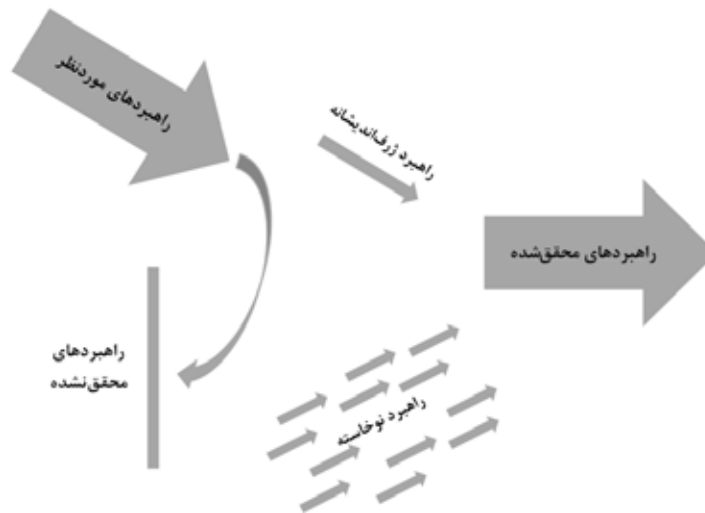 راهبردهای موردنظر
راهبرد ژرف‌اندیشانه
راهبردهای محقق‌شده
راهبردهای
محقق‌نشده
راهبرد نوخاسته